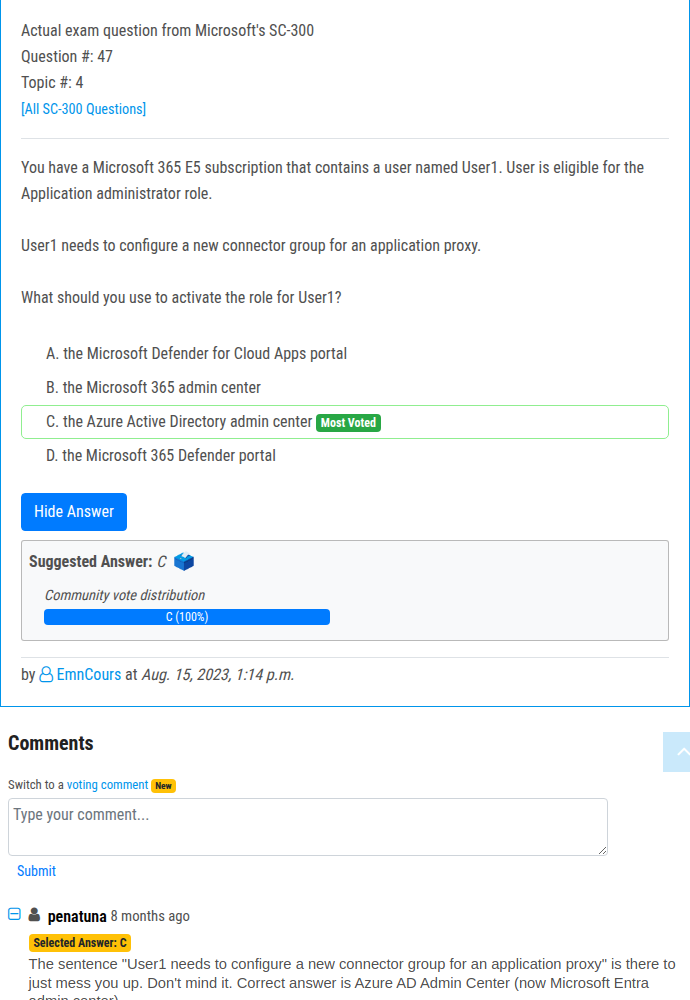 Actual exam question from Microsoft's SC-300
Question #: 47
Topic #: 4
[All SC-300 Questions]
You have a Microsoft 365 E5 subscription that contains a user named User1. User is eligible for the
Application administrator role.
User1 needs to configure a new connector group for an application proxy.
What should you use to activate the role for User1?
A. the Microsoft Defender for Cloud Apps portal
B. the Microsoft 365 admin center
C. the Azure Active Directory admin center Most Voted
D. the Microsoft 365 Defender portal
Hide Answer
Suggested Answer: C
Community vote distribution
C (100%)
by EmnCours at Aug. 15, 2023, 1:14 p.m.
Comments
Switch to a voting comment New
Type your comment...
Submit
penatuna 8 months ago
Selected Answer: C
The sentence "User1 needs to configure a new connector group for an application proxy" is there to
just mess you up. Don't mind it. Correct answer is Azure AD Admin Center (now Microsoft Entra
admin center)